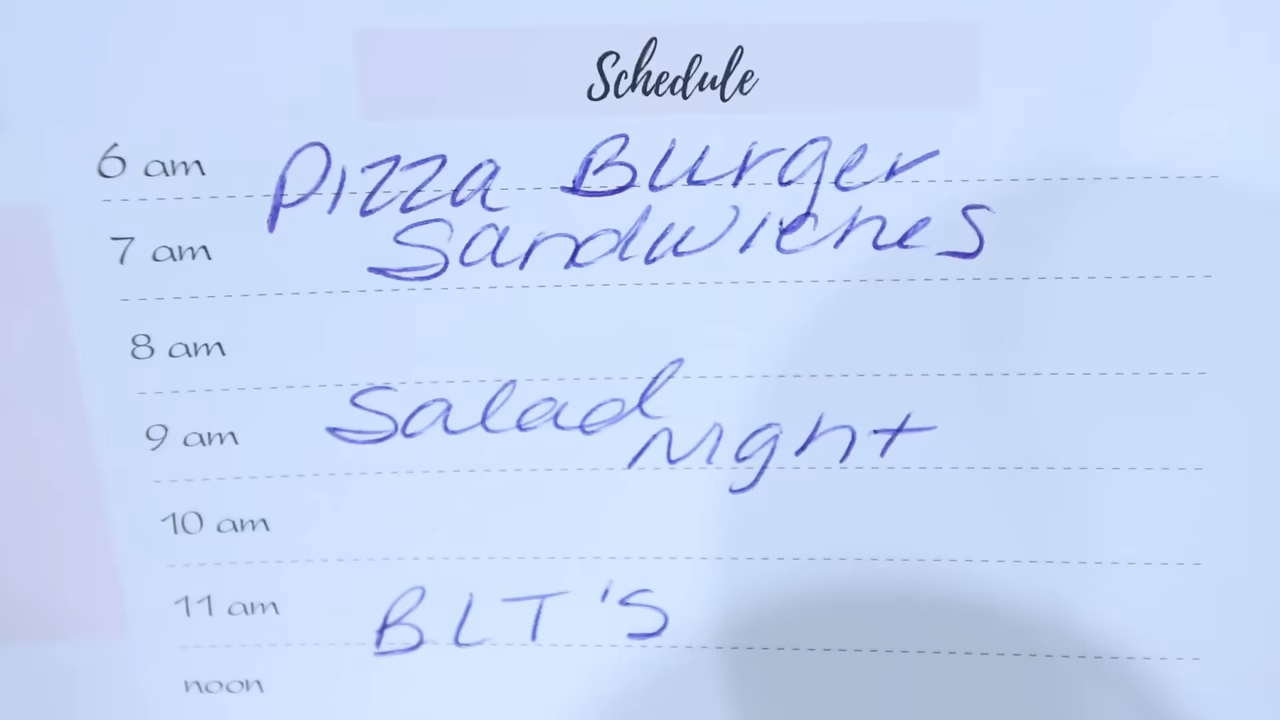 Schedule
6 am Pizza Burger
7 am Sandwiches
8 am
9 am Salad Night
10 am
11 am BLT'S
noon